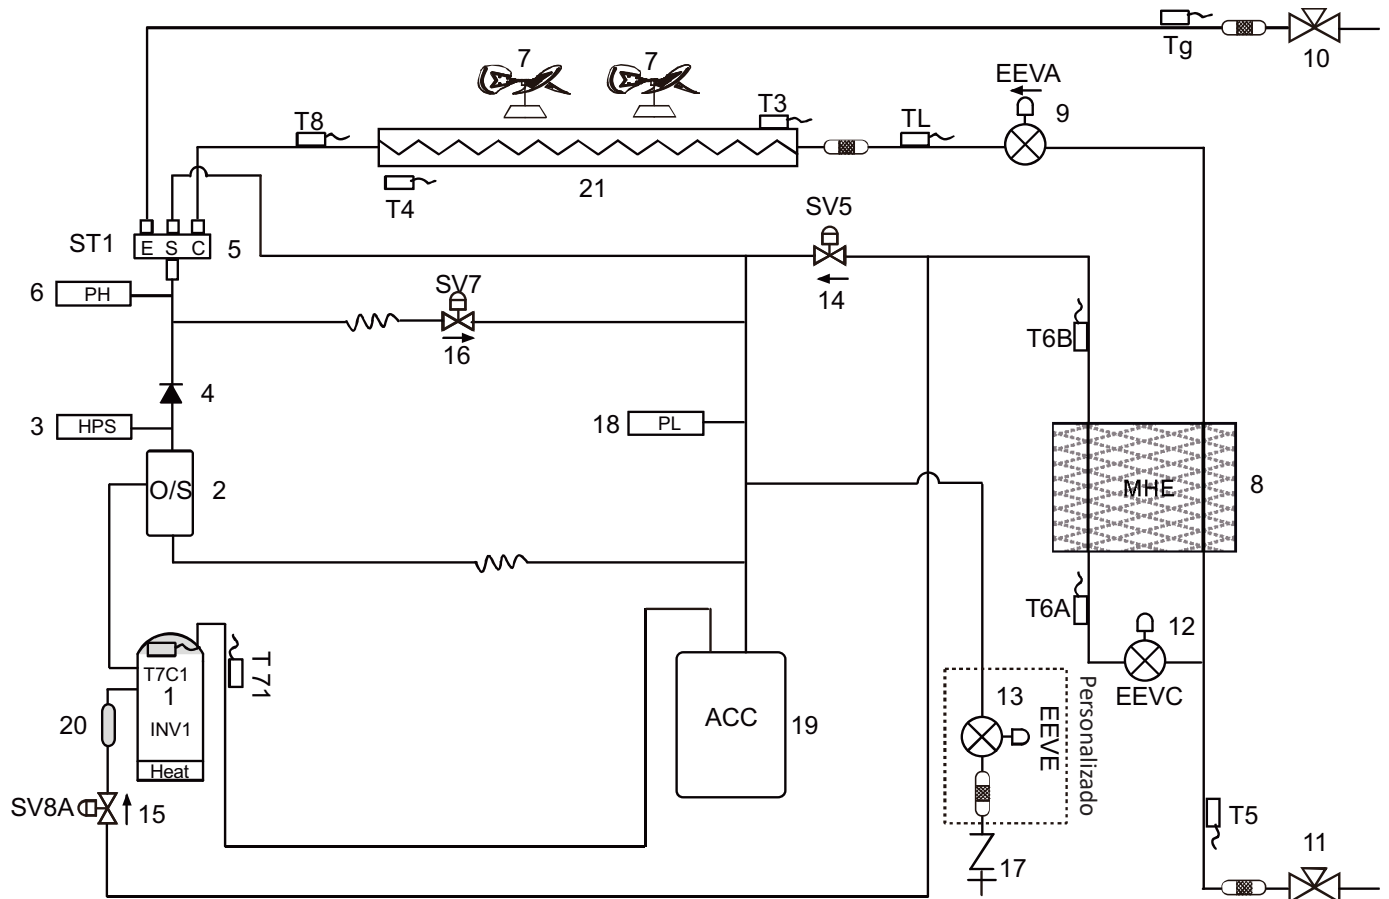 Tg
10
7
7
EEVA
9
T8
T3
TL
T4
21
ST1
E S C
5
SV5
14
6
PH
SV7
16
T6B
4
3
HPS
18
PL
O/S
2
MHE
8
T6A
12
EEVC
T7C1
1
INV1
Heat
T71
20
SV8A
15
ACC
19
13
EEVE
Personalizado
17
T5
11